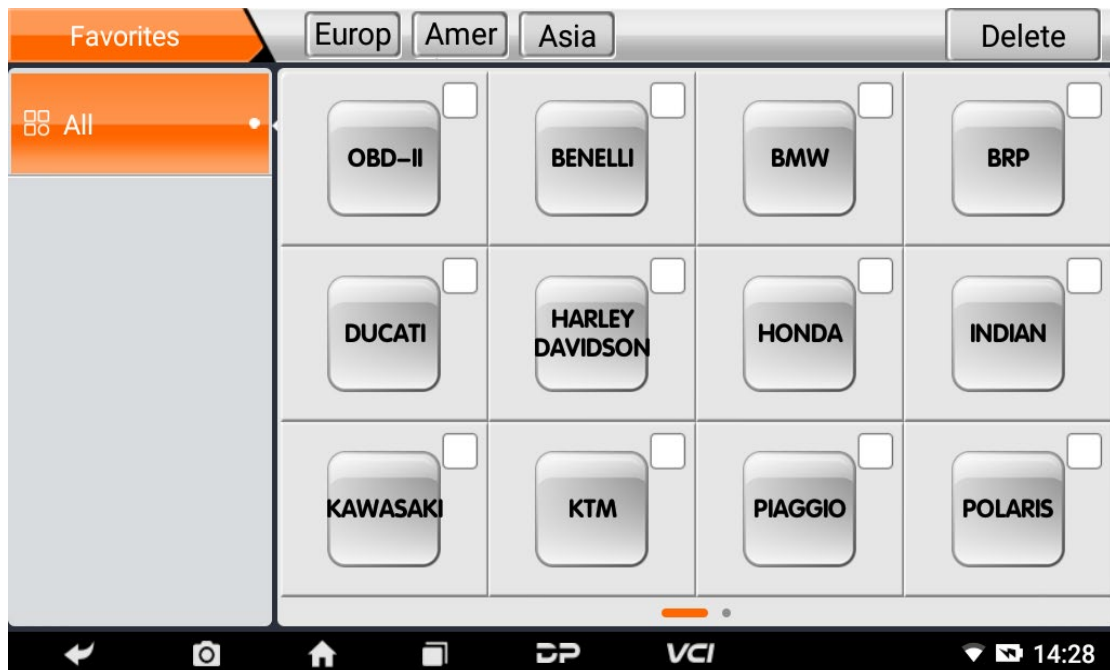 Favorites
Europ
Amer
Asia
Delete
All
OBD-II
BENELLI
BMW
BRP
DUCATI
HARLEY
DAVIDSON
HONDA
INDIAN
KAWASAKI
KTM
PIAGGIO
POLARIS
DP
VCI
14:28